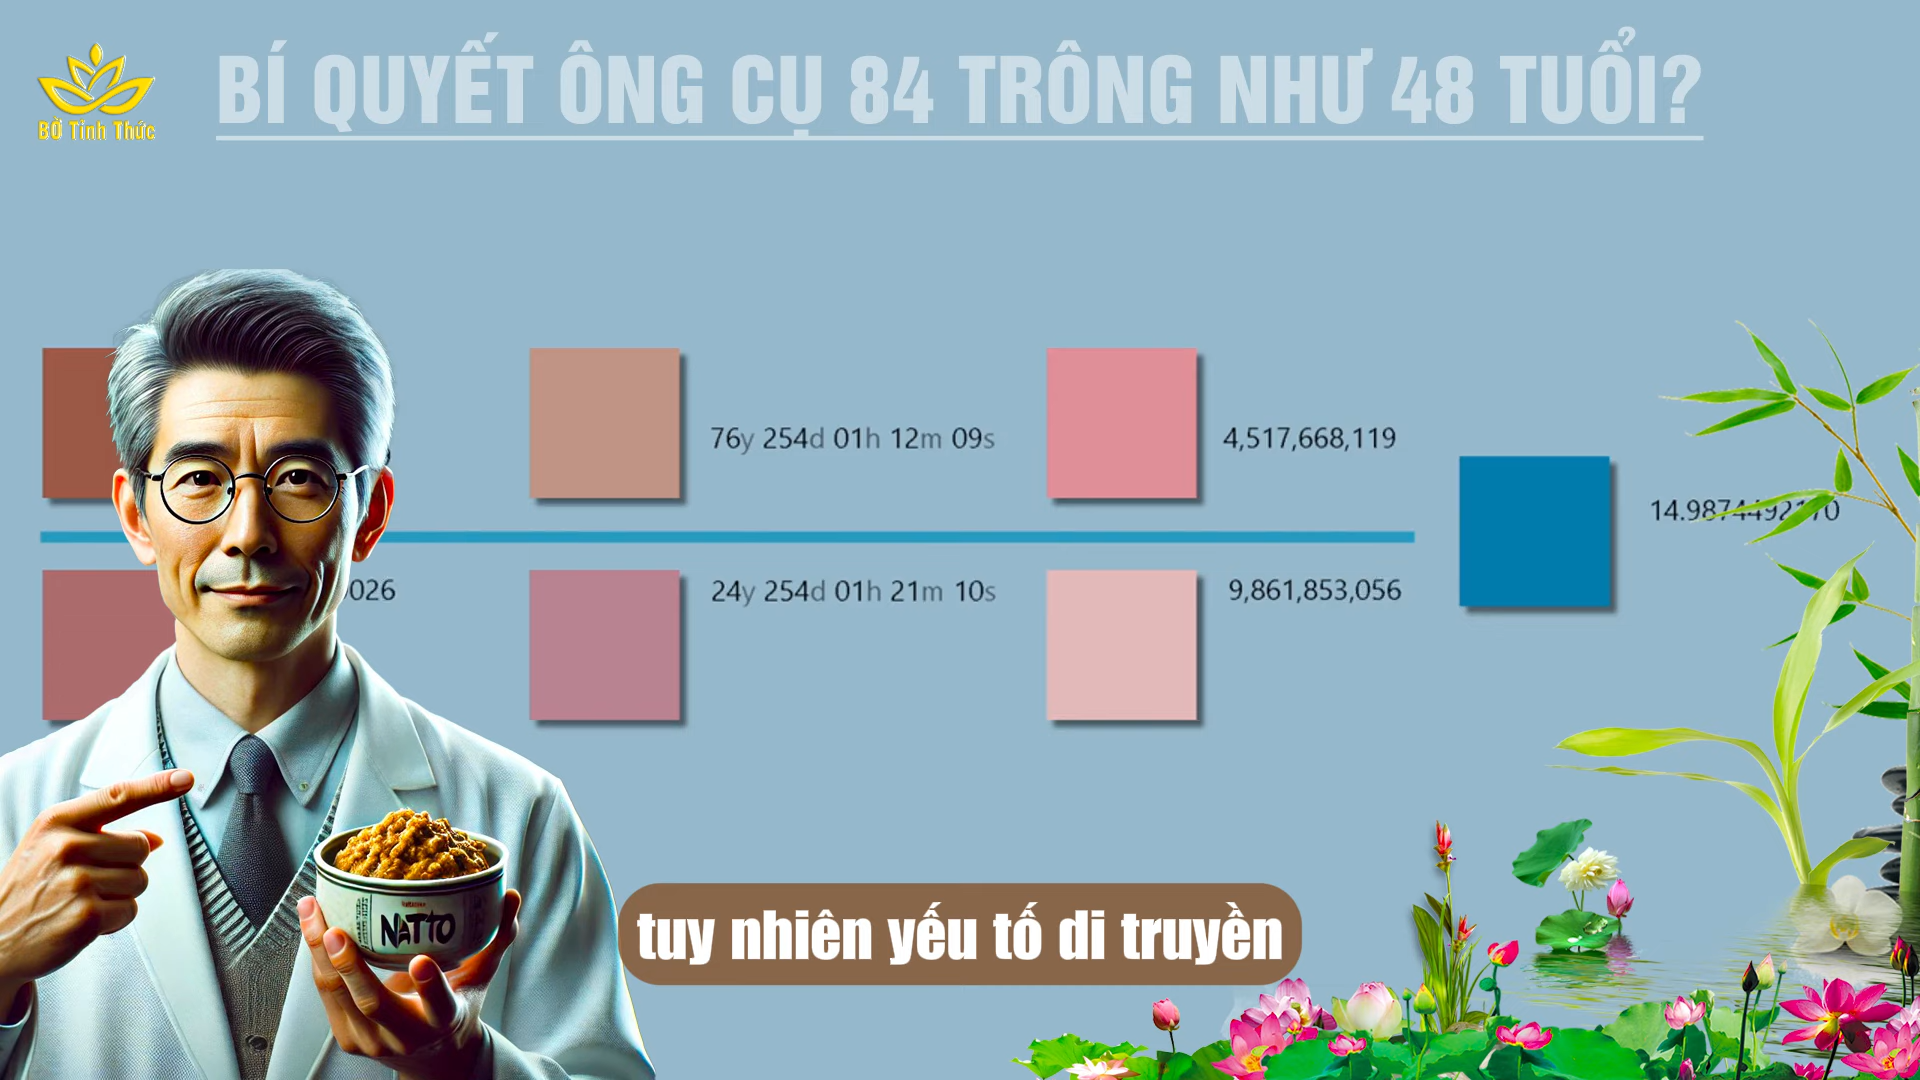 BÍ QUYẾT ÔNG CỤ 84 TRÔNG NHƯ 48 TUỔI?
BỜ Tỉnh Thức
76y 254d 01h 12m 09s
4,517,668,119
026
24y 254d 01h 21m 10s
9,861,853,056
NATTO
tuy nhiên yếu tố di truyền